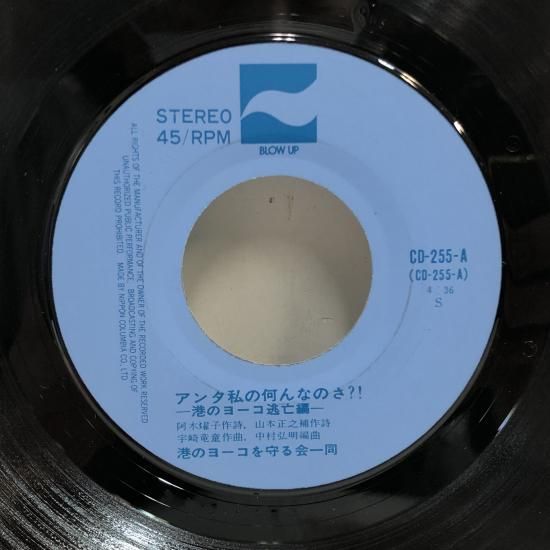 STEREO
45/RPM
BLOW UP
ALL RIGHTS OF THE MANUFACTURER AND OF THE OWNER OF THE RECORDED WORK RESERVED
UNAUTHORIZED PUBLIC PERFORMANCE, BROADCASTING AND COPYING OF
THIS RECORD PROHIBITED. MADE BY NIPPON COLUMBIA CO., LTD.
CD-255-A
(CD-255-A)
4:36
S
アンタ私の何んなのさ?!
—港のヨーコ逃亡編—
阿木燿子作詩、山本正之補作詩
宇崎竜童作曲、中村弘明編曲
港のヨーコを守る会一同